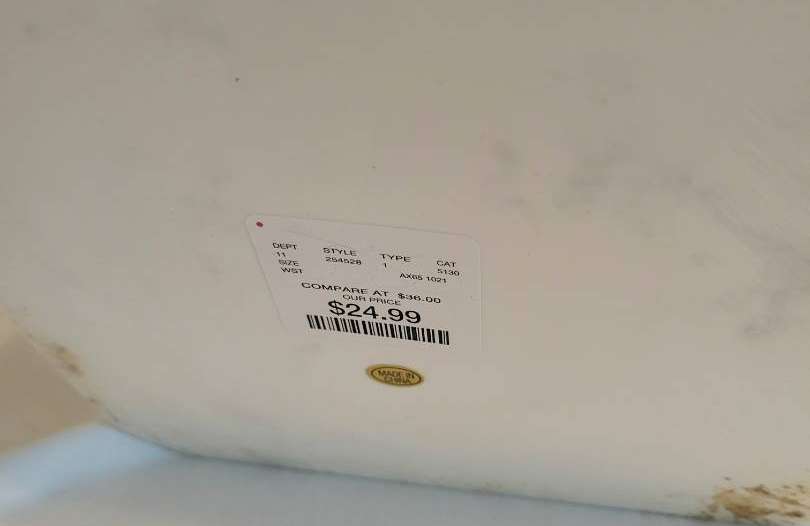 DEPT STYLE TYPE CAT
11 254528 1 5130
SIZE AX65 1021
WST
COMPARE AT $36.00
OUR PRICE
$24.99
MADE IN
CHINA